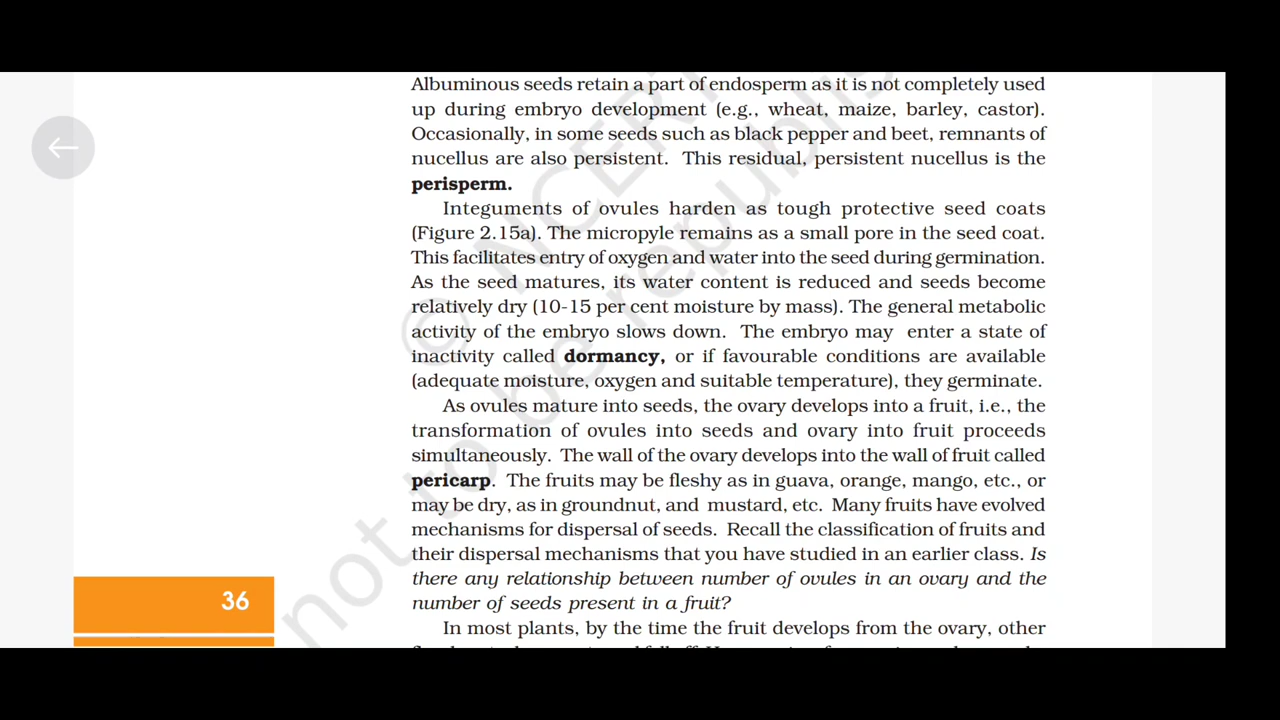 Albuminous seeds retain a part of endosperm as it is not completely used
up during embryo development (e.g., wheat, maize, barley, castor).
Occasionally, in some seeds such as black pepper and beet, remnants of
nucellus are also persistent. This residual, persistent nucellus is the
perisperm.
Integuments of ovules harden as tough protective seed coats
(Figure 2.15a). The micropyle remains as a small pore in the seed coat.
This facilitates entry of oxygen and water into the seed during germination.
As the seed matures, its water content is reduced and seeds become
relatively dry (10-15 per cent moisture by mass). The general metabolic
activity of the embryo slows down. The embryo may enter a state of
inactivity called dormancy, or if favourable conditions are available
(adequate moisture, oxygen and suitable temperature), they germinate.
As ovules mature into seeds, the ovary develops into a fruit, i.e., the
transformation of ovules into seeds and ovary into fruit proceeds
simultaneously. The wall of the ovary develops into the wall of fruit called
pericarp. The fruits may be fleshy as in guava, orange, mango, etc., or
may be dry, as in groundnut, and mustard, etc. Many fruits have evolved
mechanisms for dispersal of seeds. Recall the classification of fruits and
their dispersal mechanisms that you have studied in an earlier class. Is
there any relationship between number of ovules in an ovary and the
number of seeds present in a fruit?
In most plants, by the time the fruit develops from the ovary, other
36
© NCERT
not to be republis